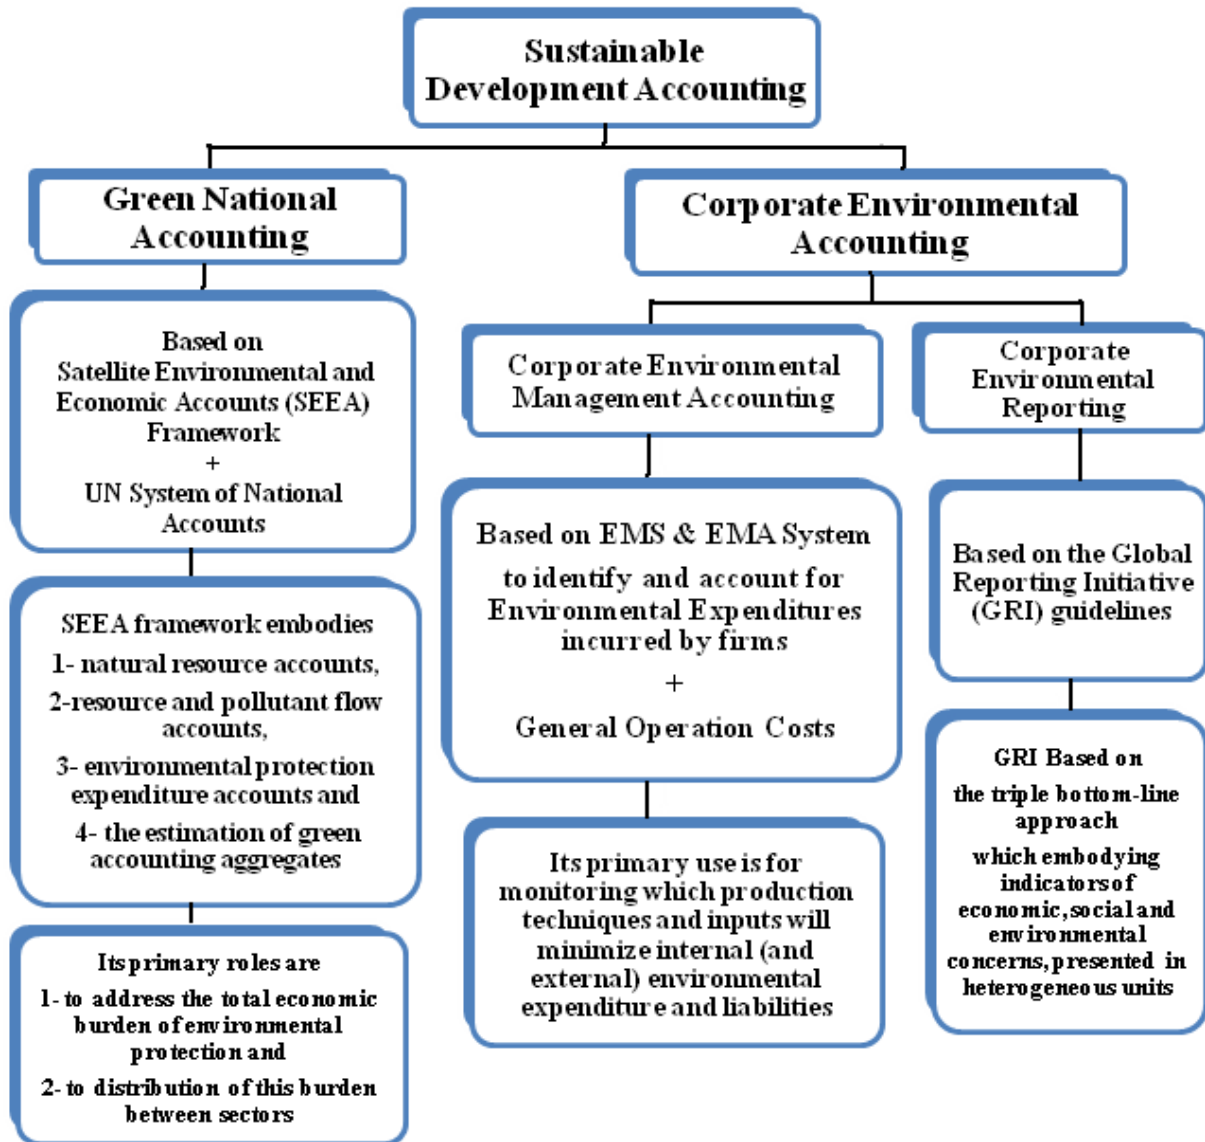 Sustainable
Development Accounting
Green National
Accounting
Corporate Environmental
Accounting
Based on
Satellite Environmental and
Economic Accounts (SEEA)
Framework
+
UN System of National
Accounts
Corporate Environmental
Management Accounting
Corporate
Environmental
Reporting
Based on EMS & EMA System
to identify and account for
Environmental Expenditures
incurred by firms
+
General Operation Costs
Based on the Global
Reporting Initiative
(GRI) guidelines
SEEA framework embodies
1- natural resource accounts,
2-resource and pollutant flow
accounts,
3- environmental protection
expenditure accounts and
4- the estimation of green
accounting aggregates
Its primary use is for
monitoring which production
techniques and inputs will
minimize internal (and
external) environmental
expenditure and liabilities
GRI Based on
the triple bottom-line
approach
which embodying
indicators of
economic, social and
environmental
concerns, presented in
heterogeneous units
Its primary roles are
1- to address the total economic
burden of environmental
protection and
2- to distribution of this burden
between sectors